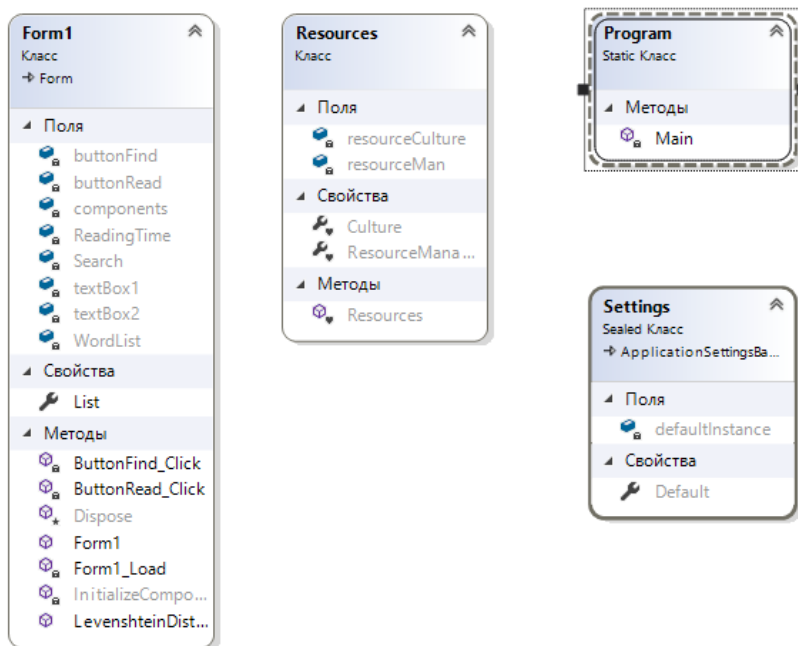 Form1
Класс
Form
Поля
buttonFind
buttonRead
components
ReadingTime
Search
textBox1
textBox2
WordList
Свойства
List
Методы
ButtonFind_Click
ButtonRead_Click
Dispose
Form1
Form1_Load
InitializeCompo...
LevenshteinDist...
Resources
Класс
Поля
resourceCulture
resourceMan
Свойства
Culture
ResourceMana...
Методы
Resources
Program
Static Класс
Методы
Main
Settings
Sealed Класс
ApplicationSettingsBa...
Поля
defaultInstance
Свойства
Default